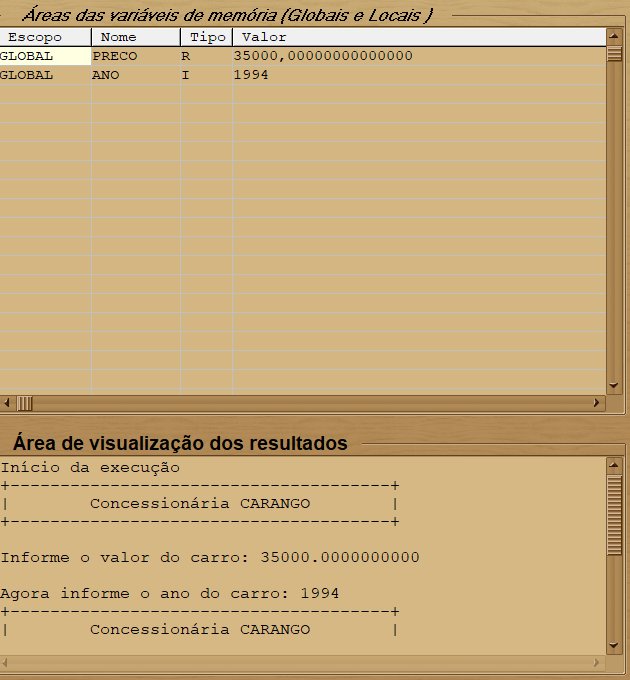 Áreas das variáveis de memória (Globais e Locais )
Escopo Nome Tipo Valor
GLOBAL PRECO R 35000,00000000000000
GLOBAL ANO I 1994
Área de visualização dos resultados
Início da execução
+--------------------------------------+
| Concessionária CARANGO |
+--------------------------------------+
Informe o valor do carro: 35000.0000000000
Agora informe o ano do carro: 1994
+--------------------------------------+
| Concessionária CARANGO |